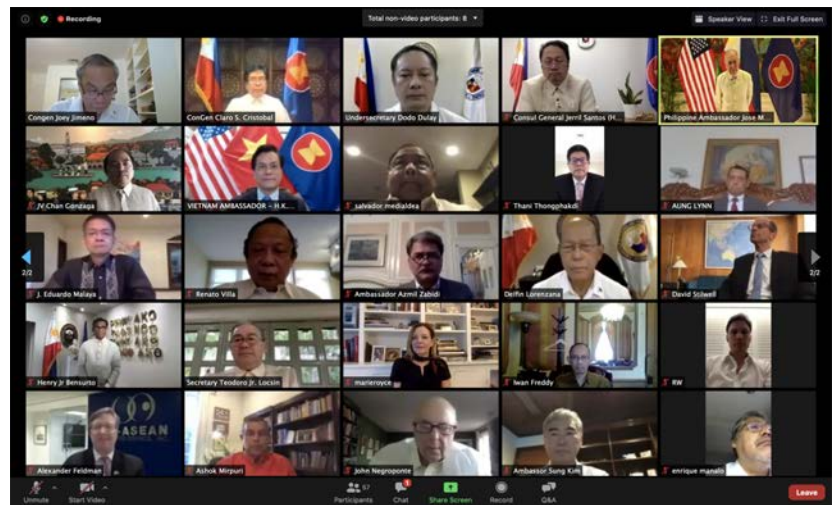 Recording
Total non-video participants: 8
Speaker View
Exit Full Screen
Congen Joey Jimeno
ConGen Claro S. Cristobal
Undersecretary Dodo Dulay
Consul General Jerril Santos (H...
Philippine Ambassador Jose M...
JV Chan Gonzaga
VIETNAM AMBASSADOR - H.K....
salvador medialdea
Thani Thongphakdi
AUNG LYNN
J. Eduardo Malaya
Renato Villa
Ambassador Azmil Zabidi
Delfin Lorenzana
David Stilwell
2/2
2/2
Henry Jr Bensurto
Secretary Teodoro Jr. Locsin
marieroyce
Iwan Freddy
RW
ASEAN
Alexander Feldman
Ashok Mirpuri
John Negroponte
Ambassor Sung Kim
enrique manalo
Unmute
Start Video
57
Participants
1
Chat
Share Screen
Record
Q&A
Leave